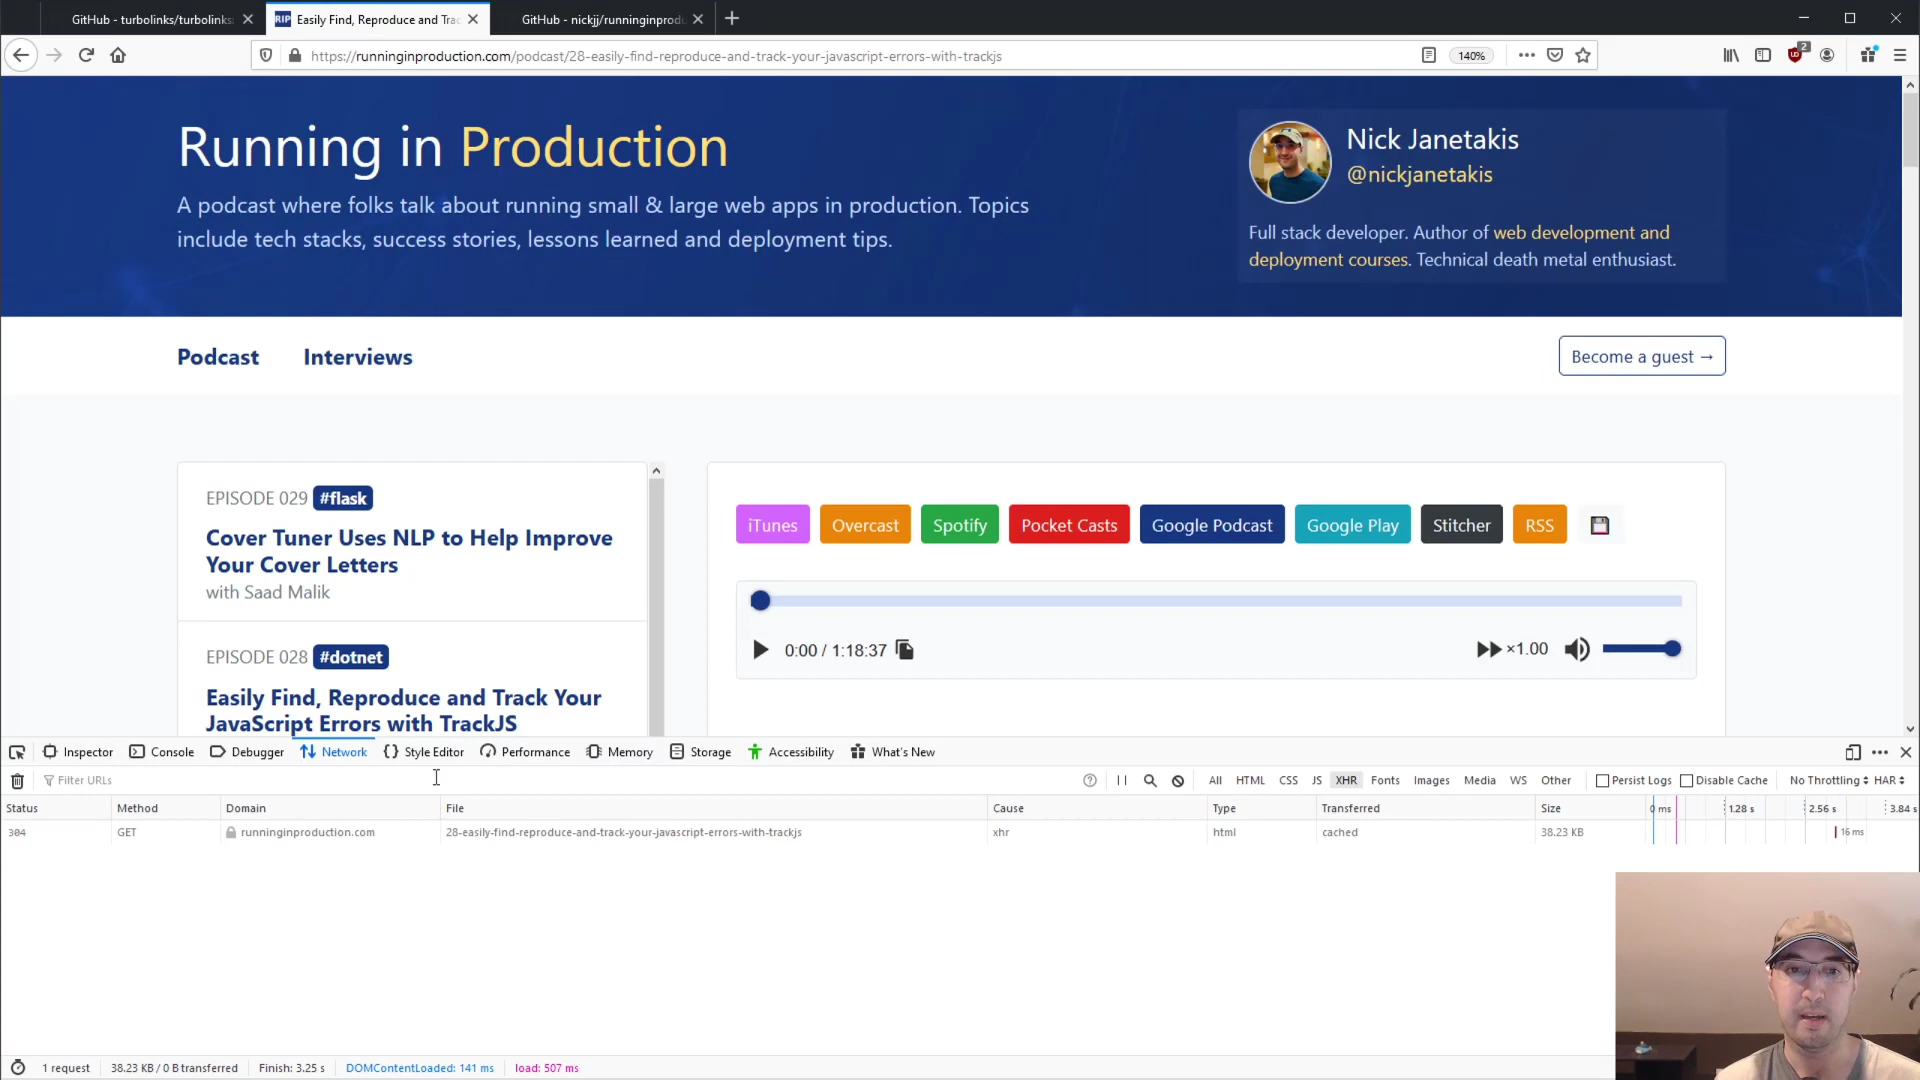 GitHub - turbolinks/turbolinks:
Easily Find, Reproduce and Trac
GitHub - nickjj/runninginprodu
https://runninginproduction.com/podcast/28-easily-find-reproduce-and-track-your-javascript-errors-with-trackjs
140%
2
Running in Production
A podcast where folks talk about running small & large web apps in production. Topics
include tech stacks, success stories, lessons learned and deployment tips.
Nick Janetakis
@nickjanetakis
Full stack developer. Author of web development and
deployment courses. Technical death metal enthusiast.
Podcast
Interviews
Become a guest →
EPISODE 029 #flask
Cover Tuner Uses NLP to Help Improve
Your Cover Letters
with Saad Malik
EPISODE 028 #dotnet
Easily Find, Reproduce and Track Your
JavaScript Errors with TrackJS
iTunes Overcast Spotify Pocket Casts Google Podcast Google Play Stitcher RSS
0:00 / 1:18:37
×1.00
Inspector Console Debugger Network Style Editor Performance Memory Storage Accessibility What's New
Filter URLs
All HTML CSS JS XHR Fonts Images Media WS Other Persist Logs Disable Cache No Throttling HAR
Status Method Domain File Cause Type Transferred Size 0 ms 1.28 s 2.56 s 3.84 s
304 GET runninginproduction.com 28-easily-find-reproduce-and-track-your-javascript-errors-with-trackjs xhr html cached 38.23 KB 16 ms
1 request 38.23 KB / 0 B transferred Finish: 3.25 s DOMContentLoaded: 141 ms load: 507 ms